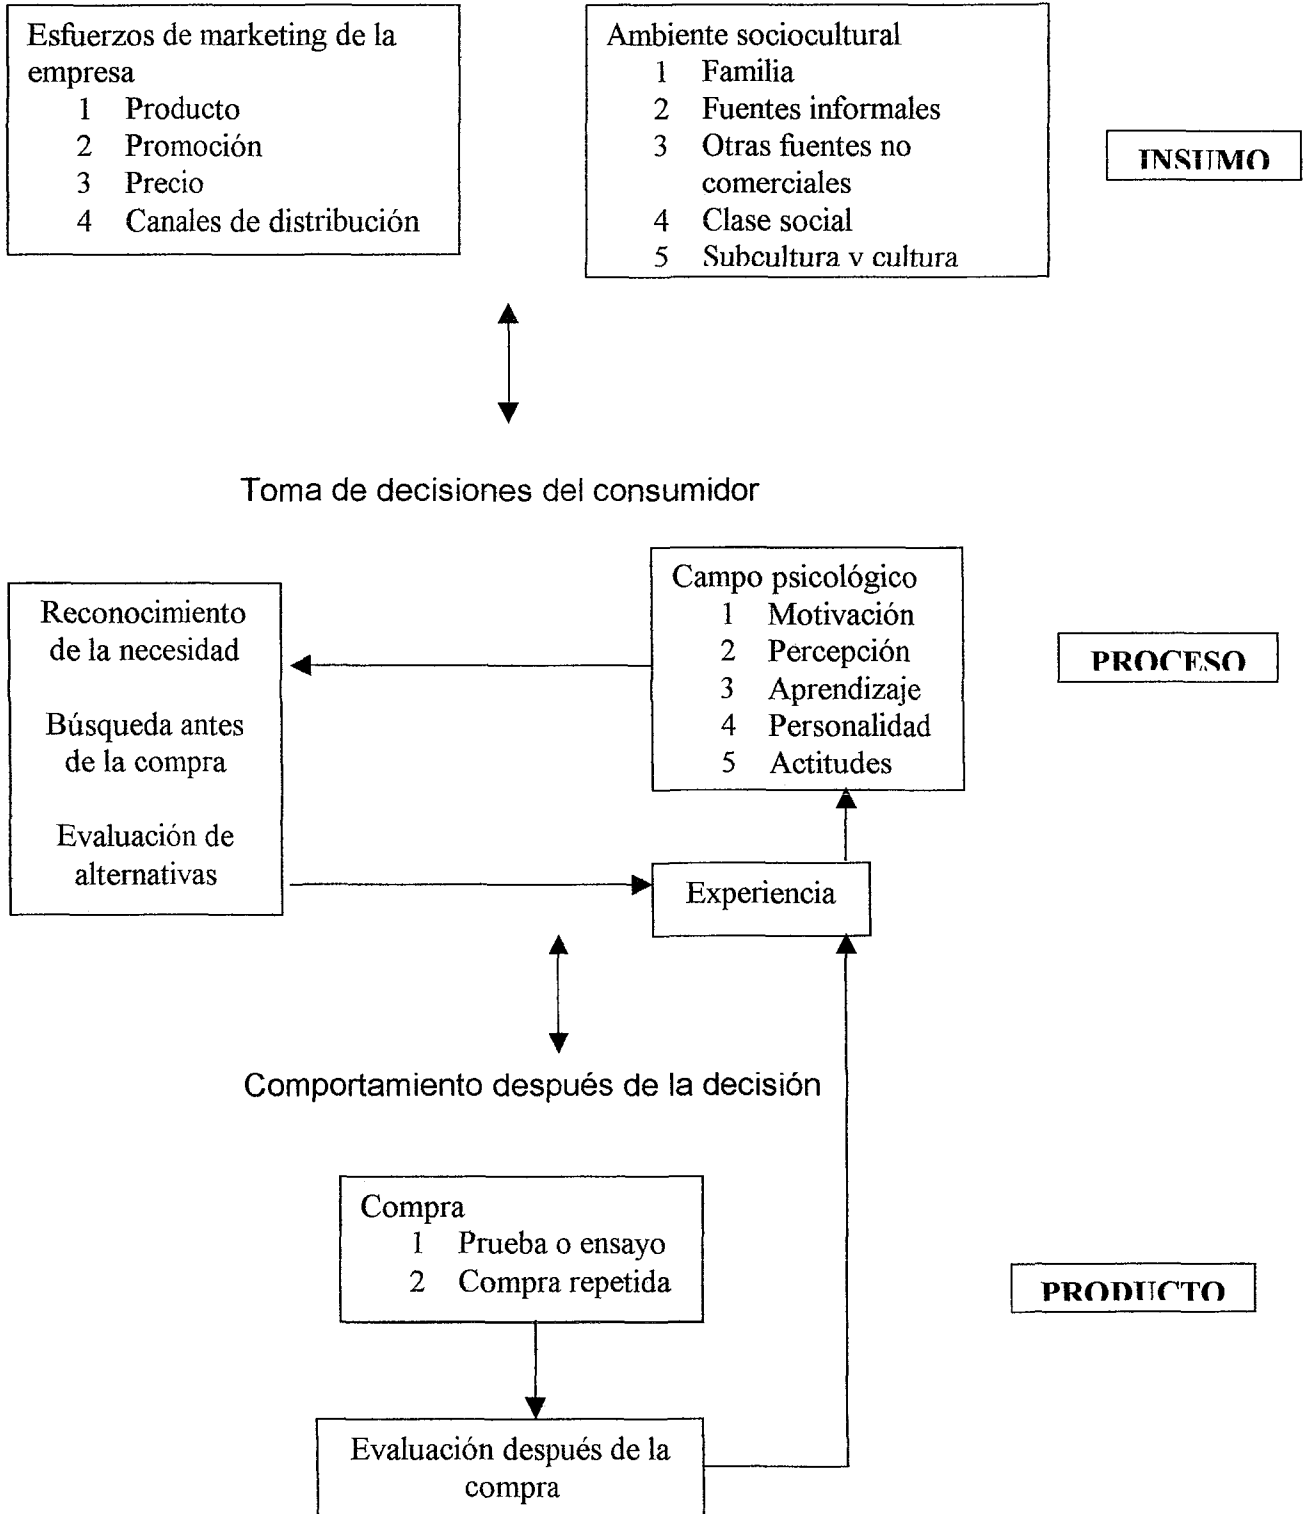 Esfuerzos de marketing de la
empresa
1 Producto
2 Promoción
3 Precio
4 Canales de distribución
Ambiente sociocultural
1 Familia
2 Fuentes informales
3 Otras fuentes no
comerciales
4 Clase social
5 Subcultura y cultura
INSUMO
Toma de decisiones del consumidor
Reconocimiento
de la necesidad
Búsqueda antes
de la compra
Evaluación de
alternativas
Campo psicológico
1 Motivación
2 Percepción
3 Aprendizaje
4 Personalidad
5 Actitudes
PROCESO
Experiencia
Comportamiento después de la decisión
Compra
1 Prueba o ensayo
2 Compra repetida
PRODUCTO
Evaluación después de la
compra